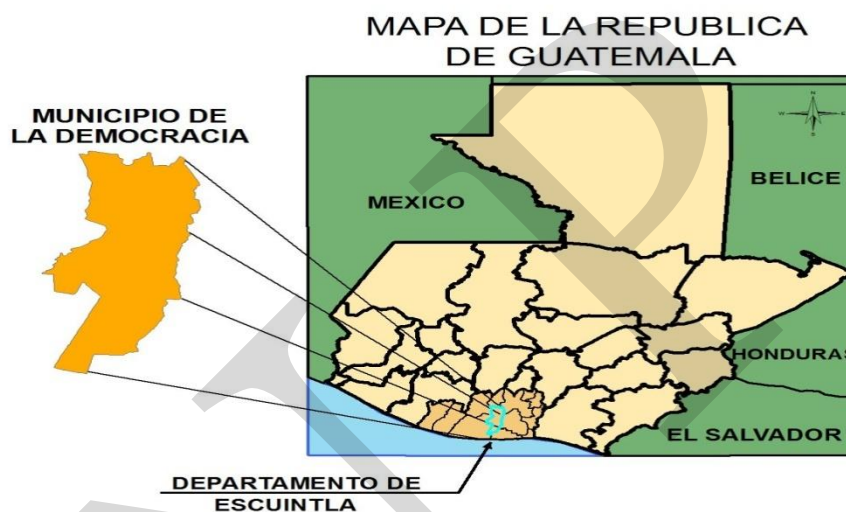 MAPA DE LA REPUBLICA
DE GUATEMALA
MUNICIPIO DE
LA DEMOCRACIA
N
W
E
S
BELICE
MEXICO
HONDURAS
EL SALVADOR
DEPARTAMENTO DE
ESCUINTLA